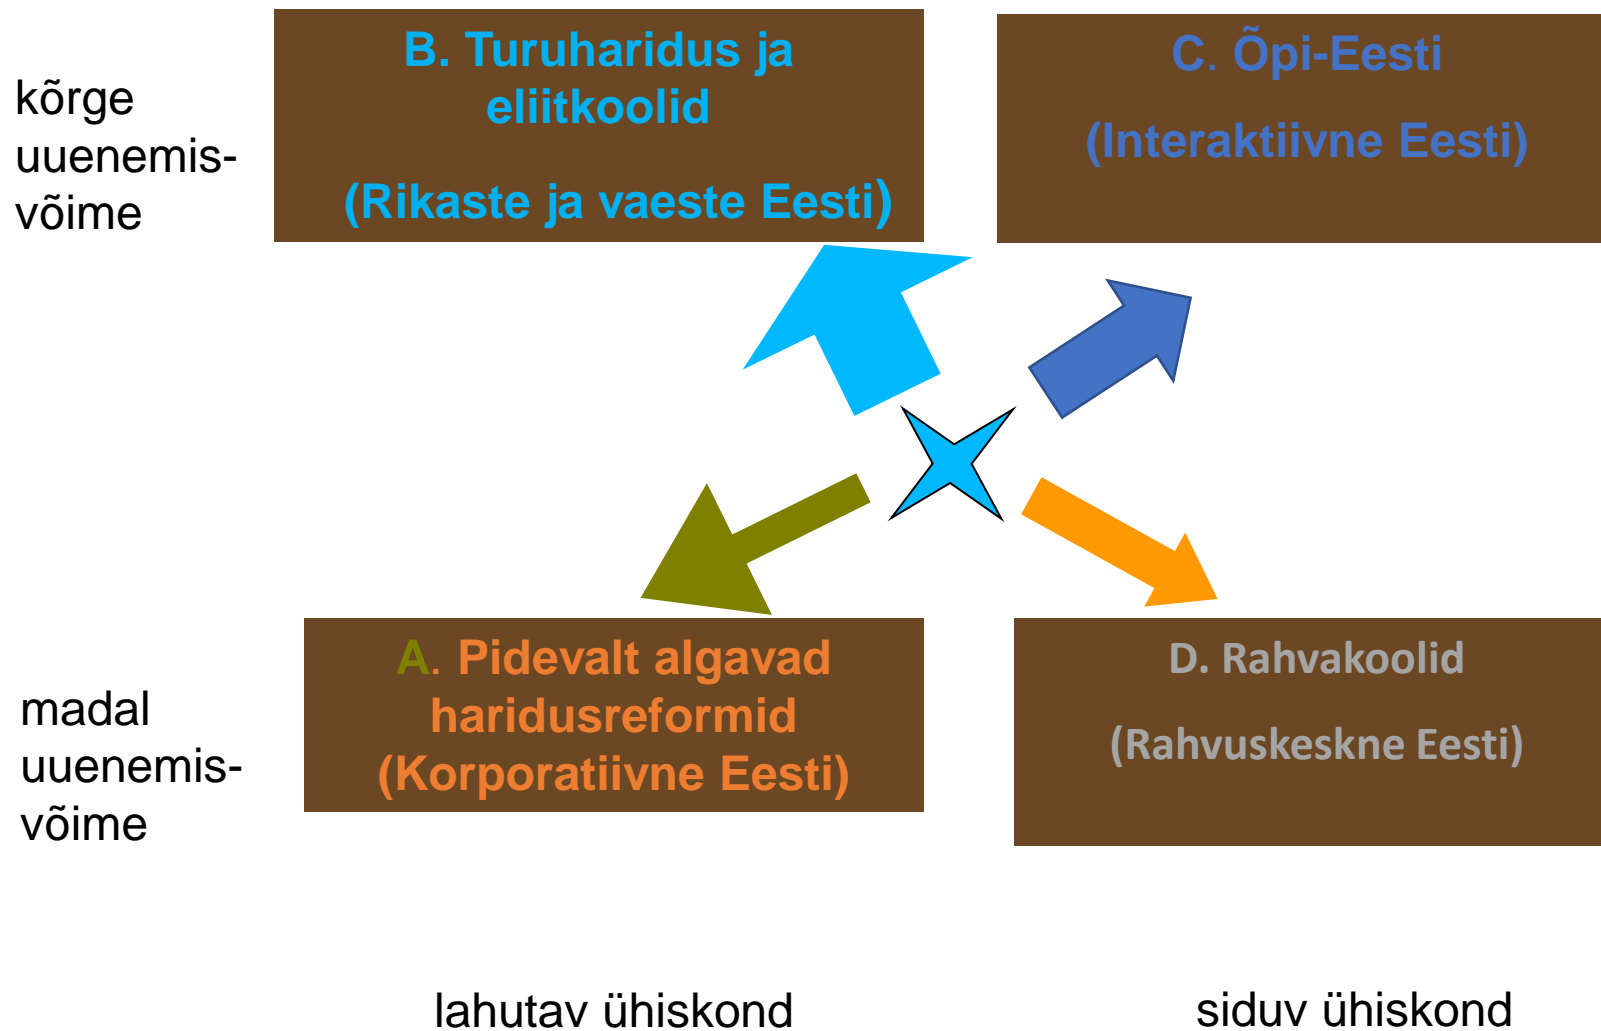 kõrge
uuenemis-
võime
B. Turuharidus ja
eliitkoolid
(Rikaste ja vaeste Eesti)
C. Õpi-Eesti
(Interaktiivne Eesti)
madal
uuenemis-
võime
A. Pidevalt algavad
haridusreformid
(Korporatiivne Eesti)
D. Rahvakoolid
(Rahvuskeskne Eesti)
lahutav ühiskond
siduv ühiskond